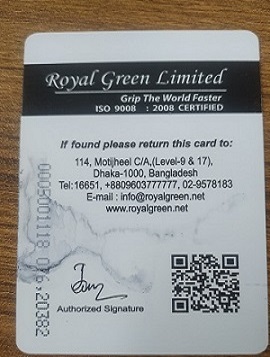 Royal Green Limited
Grip The World Faster
ISO 9008 : 2008 CERTIFIED
If found please return this card to:
114, Motijheel C/A,(Level-9 & 17),
Dhaka-1000, Bangladesh
Tel:16651, +8809603777777, 02-9578183
E-mail : info@royalgreen.net
www.royalgreen.net
0005001118 076,20382
Authorized Signature